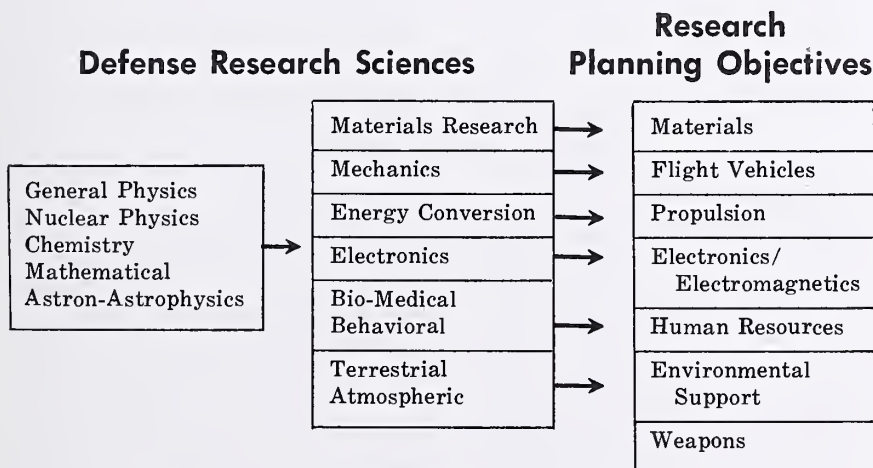 Defense Research Sciences
Research
Planning Objectives
General Physics
Nuclear Physics
Chemistry
Mathematical
Astron-Astrophysics
Materials Research
Mechanics
Energy Conversion
Electronics
Bio-Medical
Behavioral
Terrestrial
Atmospheric
Materials
Flight Vehicles
Propulsion
Electronics/
Electromagnetics
Human Resources
Environmental
Support
Weapons